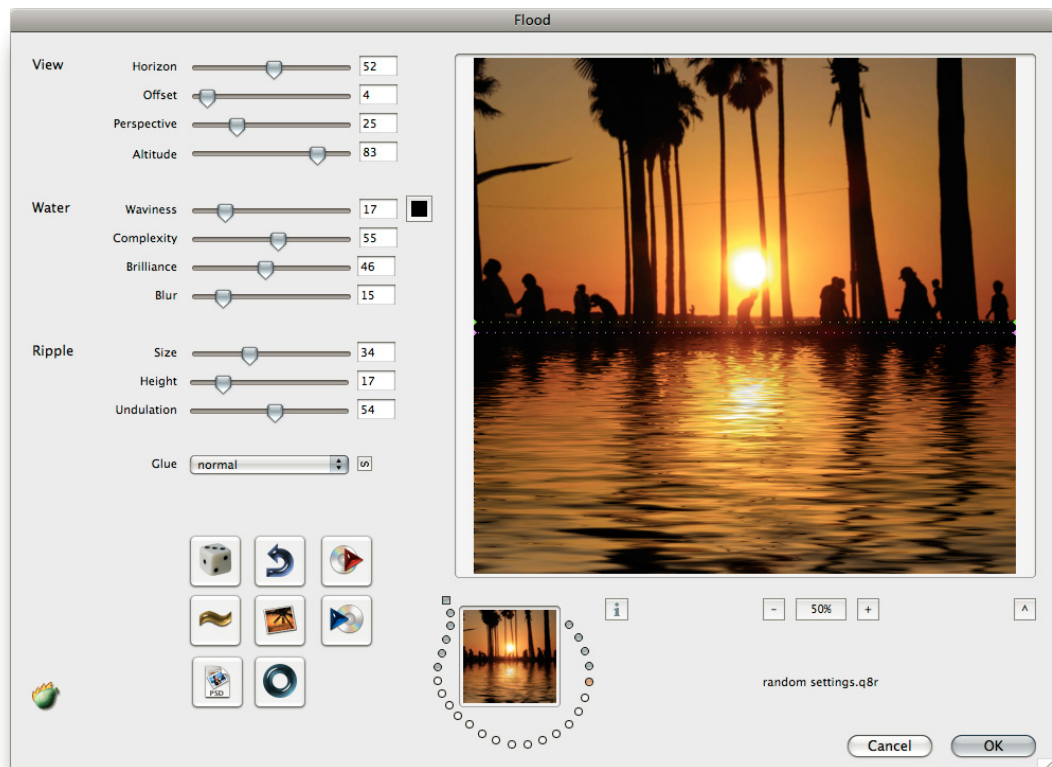 Flood
View
Horizon 52
Offset 4
Perspective 25
Altitude 83
Water
Waviness 17
Complexity 55
Brilliance 46
Blur 15
Ripple
Size 34
Height 17
Undulation 54
Glue normal S
PSD
i
- 50% + ^
random settings.q8r
Cancel OK